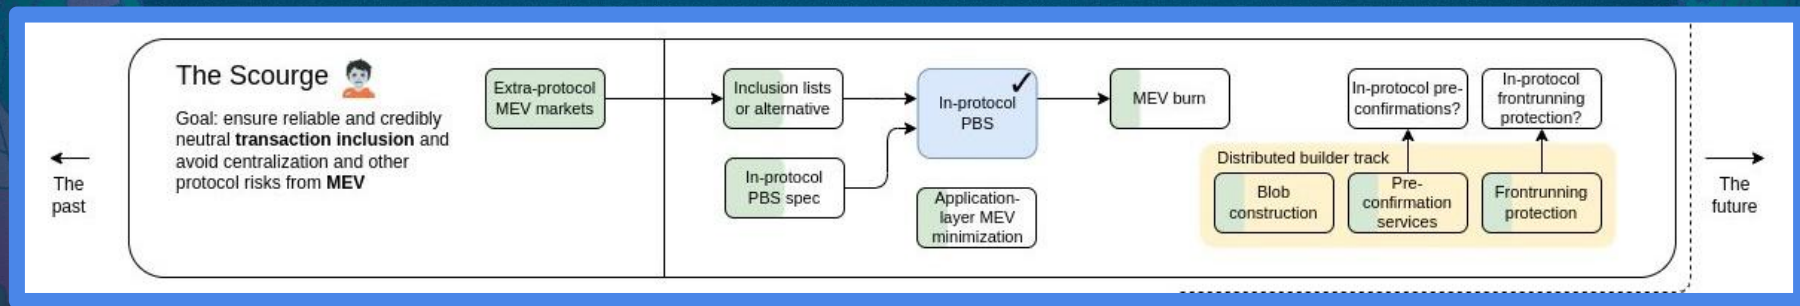 The Scourge
Goal: ensure reliable and credibly
neutral transaction inclusion and
avoid centralization and other
protocol risks from MEV
The
past
Extra-protocol
MEV markets
Inclusion lists
or alternative
In-protocol
PBS spec
In-protocol
PBS
Application-
layer MEV
minimization
MEV burn
In-protocol pre-
confirmations?
In-protocol
frontrunning
protection?
Distributed builder track
Blob
construction
Pre-
confirmation
services
Frontrunning
protection
The
future